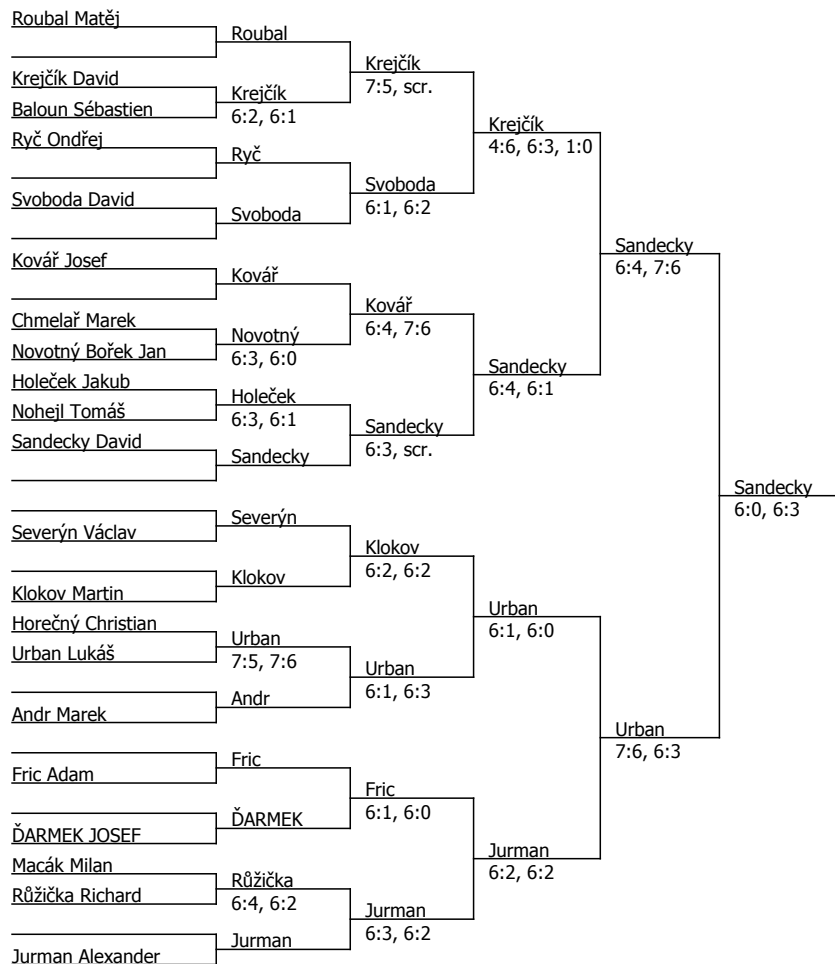 Roubal Matěj
Krejčík David
Baloun Sébastien
Ryč Ondřej
Svoboda David
Kovář Josef
Chmelař Marek
Novotný Bořek Jan
Holeček Jakub
Nohejl Tomáš
Sandecky David
Severýn Václav
Klokov Martin
Horečný Christian
Urban Lukáš
Andr Marek
Fric Adam
ĎARMEK JOSEF
Macák Milan
Růžička Richard
Jurman Alexander
Roubal
Krejčík
6:2, 6:1
Ryč
Svoboda
Kovář
Novotný
6:3, 6:0
Holeček
6:3, 6:1
Sandecky
Severýn
Klokov
Urban
7:5, 7:6
Andr
Fric
ĎARMEK
Růžička
6:4, 6:2
Jurman
Krejčík
7:5, scr.
Svoboda
6:1, 6:2
Kovář
6:4, 7:6
Sandecky
6:3, scr.
Klokov
6:2, 6:2
Urban
6:1, 6:3
Fric
6:1, 6:0
Jurman
6:3, 6:2
Krejčík
4:6, 6:3, 1:0
Sandecky
6:4, 6:1
Urban
6:1, 6:0
Jurman
6:2, 6:2
Sandecky
6:4, 7:6
Urban
7:6, 6:3
Sandecky
6:0, 6:3